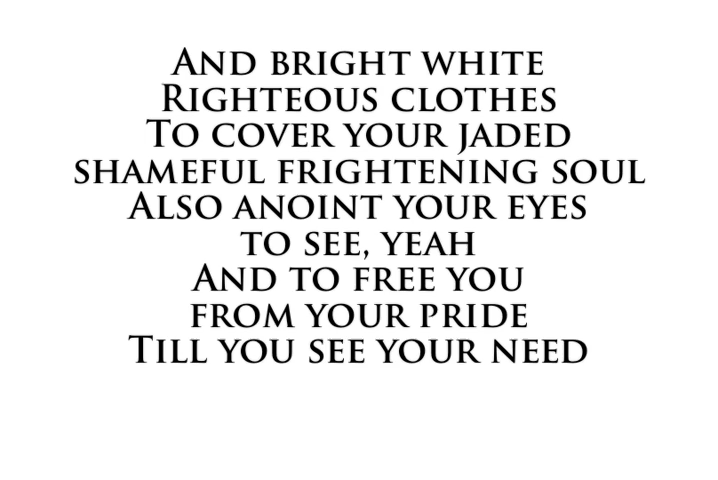 And bright white
Righteous clothes
To cover your jaded
shameful frightening soul
Also anoint your eyes
to see, yeah
And to free you
from your pride
Till you see your need